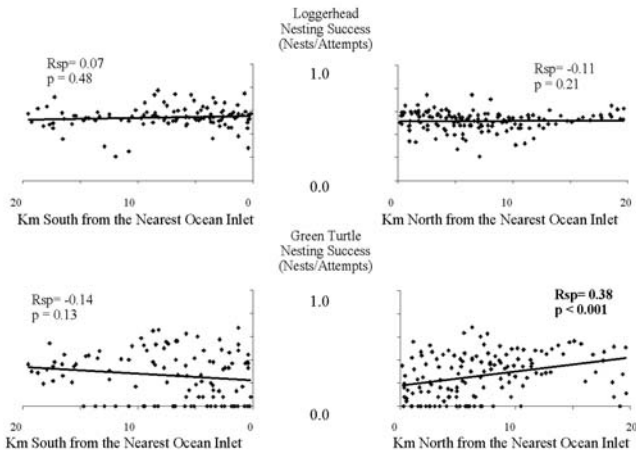 Loggerhead
Nesting Success
(Nests/Attempts)
Rsp= 0.07
p = 0.48
1.0
Rsp= -0.11
p = 0.21
0.0
20
10
0
0
10
20
Km South from the Nearest Ocean Inlet
Km North from the Nearest Ocean Inlet
Green Turtle
Nesting Success
(Nests/Attempts)
Rsp= -0.14
p = 0.13
1.0
Rsp= 0.38
p < 0.001
0.0
20
10
0
0
10
20
Km South from the Nearest Ocean Inlet
Km North from the Nearest Ocean Inlet